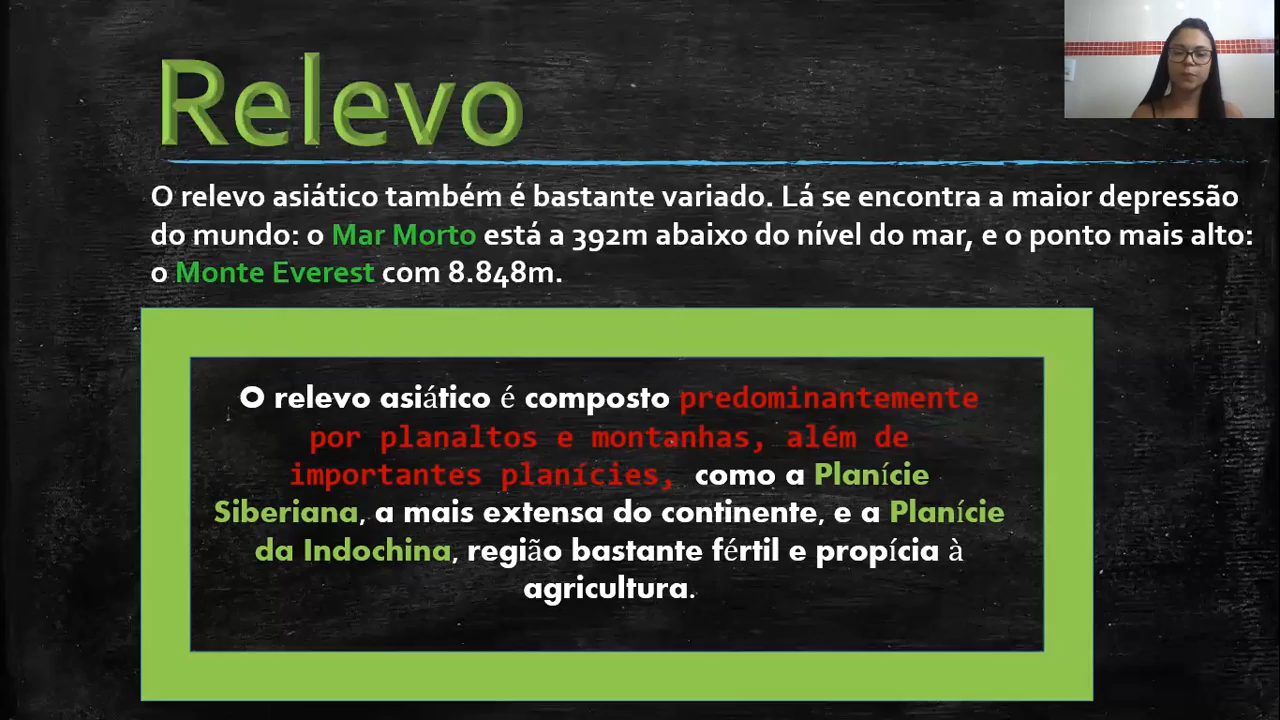 Relevo
O relevo asiático também é bastante variado. Lá se encontra a maior depressão
do mundo: o Mar Morto está a 392m abaixo do nível do mar, e o ponto mais alto:
o Monte Everest com 8.848m.
O relevo asiático é composto predominantemente
por planaltos e montanhas, além de
importantes planícies, como a Planície
Siberiana, a mais extensa do continente, e a Planície
da Indochina, região bastante fértil e propícia à
agricultura.